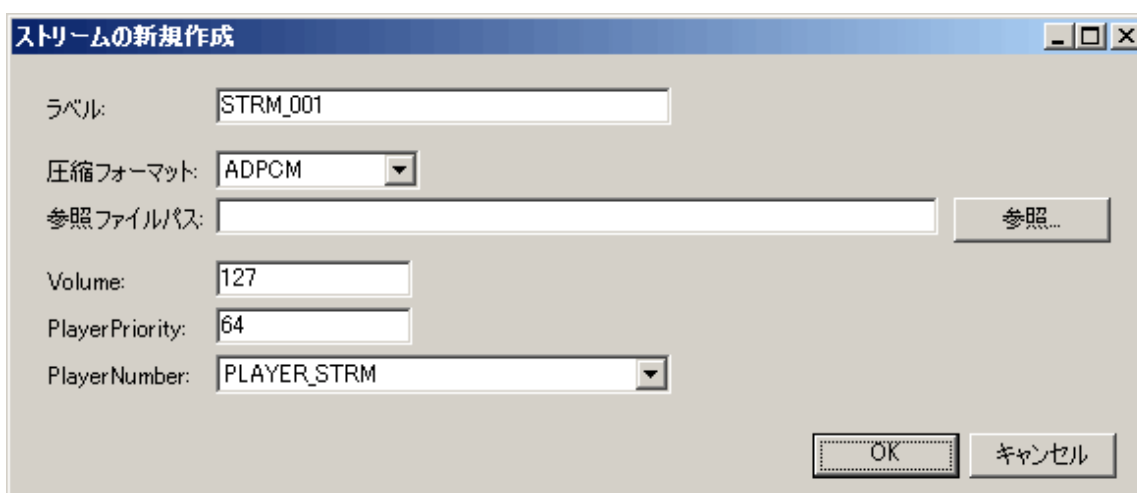 ストリームの新規作成
ラベル: STRM_001
圧縮フォーマット: ADPCM
参照ファイルパス: 参照...
Volume: 127
PlayerPriority: 64
PlayerNumber: PLAYER_STRM
OK キャンセル